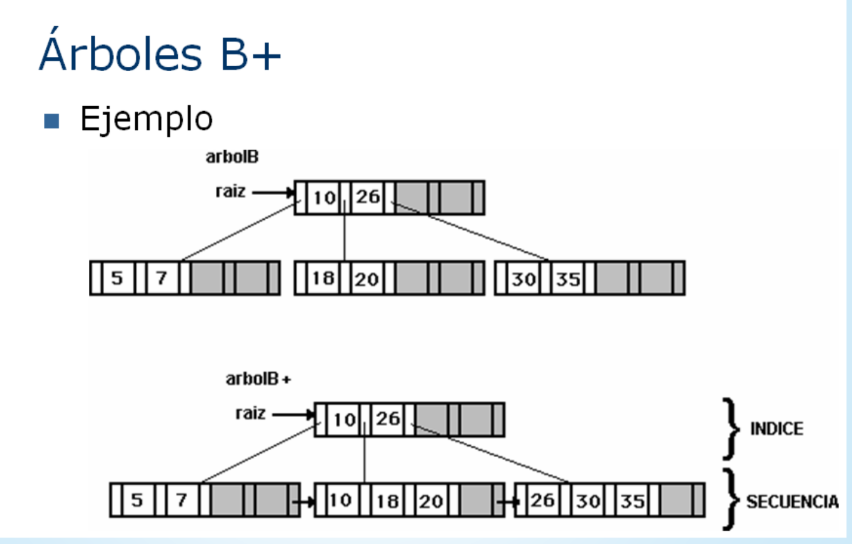 Árboles B+
Ejemplo
arbolB
raiz
10 26
5 7 18 20 30 35
arbolB+
raiz
10 26
INDICE
5 7 10 18 20 26 30 35
SECUENCIA